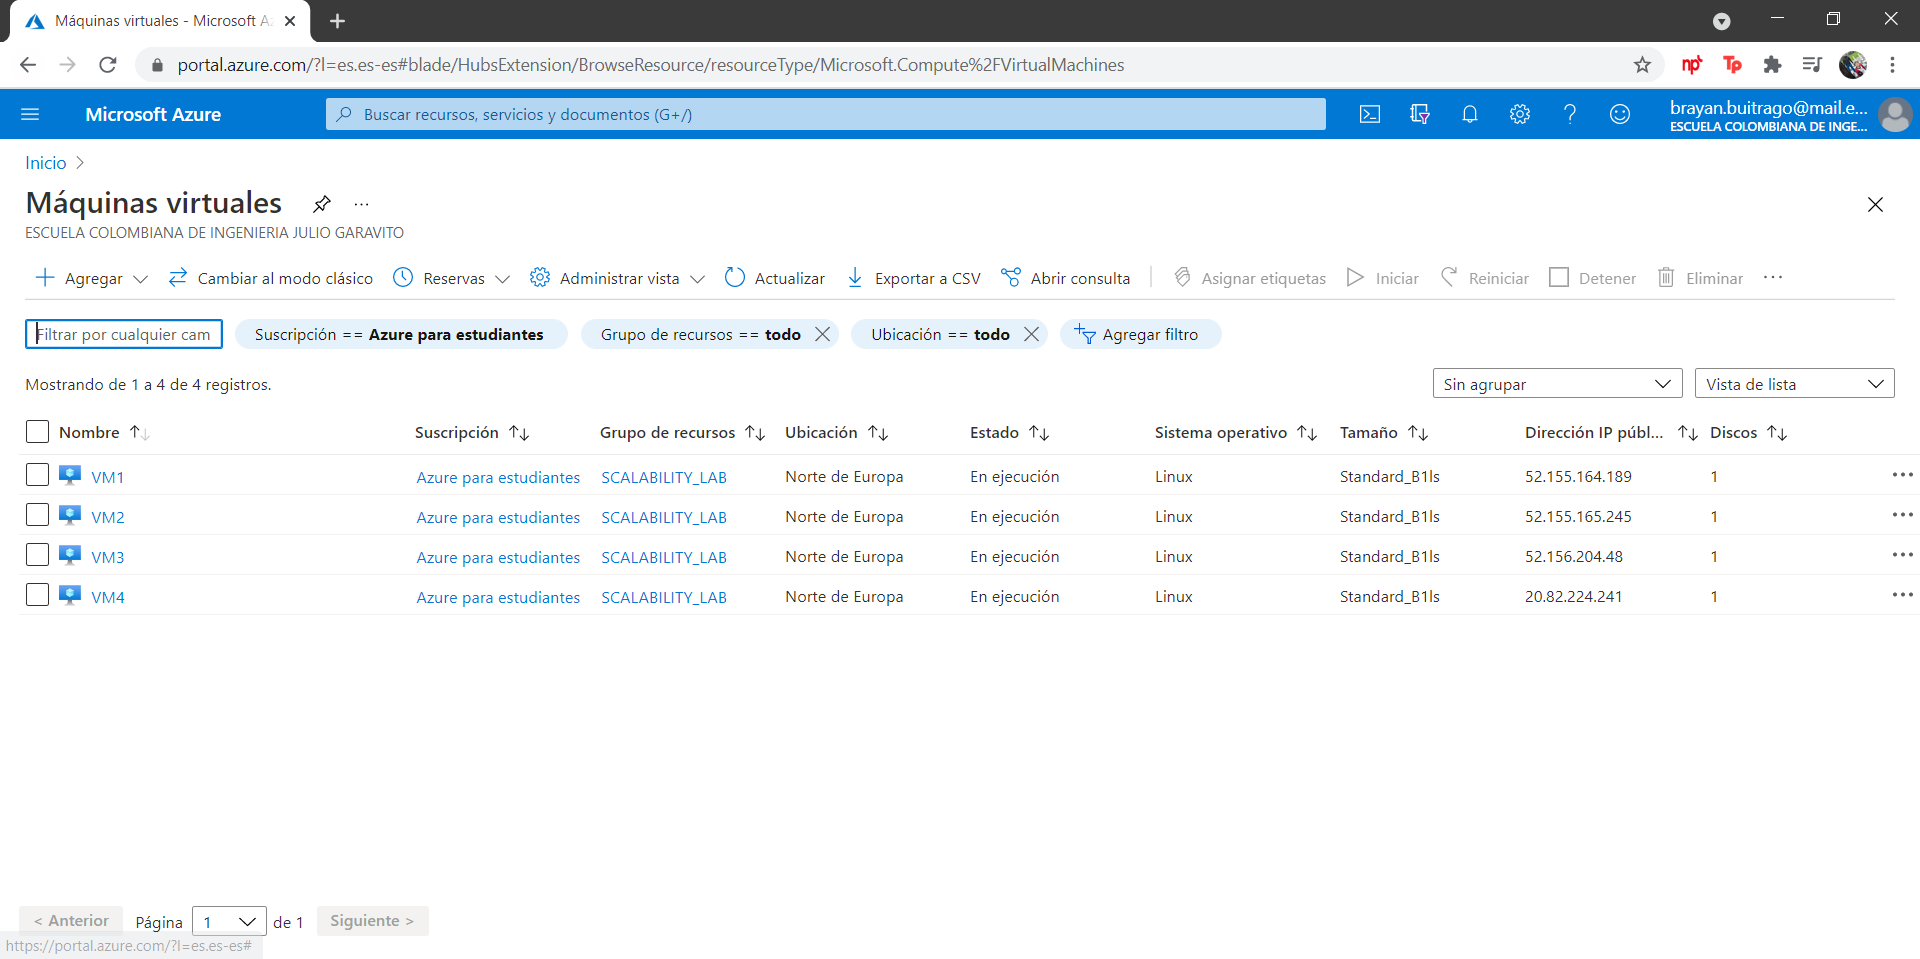 Máquinas virtuales - Microsoft Az
portal.azure.com/?l=es.es-es#blade/HubsExtension/BrowseResource/resourceType/Microsoft.Compute%2FVirtualMachines
Microsoft Azure
Buscar recursos, servicios y documentos (G+/)
brayan.buitrago@mail.e...
ESCUELA COLOMBIANA DE INGE...
Inicio >
Máquinas virtuales
ESCUELA COLOMBIANA DE INGENIERIA JULIO GARAVITO
Agregar Cambiar al modo clásico Reservas Administrar vista Actualizar Exportar a CSV Abrir consulta Asignar etiquetas Iniciar Reiniciar Detener Eliminar ...
Filtrar por cualquier cam Suscripción == Azure para estudiantes Grupo de recursos == todo Ubicación == todo Agregar filtro
Mostrando de 1 a 4 de 4 registros. Sin agrupar Vista de lista
Nombre Suscripción Grupo de recursos Ubicación Estado Sistema operativo Tamaño Dirección IP públ... Discos
VM1 Azure para estudiantes SCALABILITY_LAB Norte de Europa En ejecución Linux Standard_B1ls 52.155.164.189 1
VM2 Azure para estudiantes SCALABILITY_LAB Norte de Europa En ejecución Linux Standard_B1ls 52.155.165.245 1
VM3 Azure para estudiantes SCALABILITY_LAB Norte de Europa En ejecución Linux Standard_B1ls 52.156.204.48 1
VM4 Azure para estudiantes SCALABILITY_LAB Norte de Europa En ejecución Linux Standard_B1ls 20.82.224.241 1
< Anterior Página 1 de 1 Siguiente >
https://portal.azure.com/?l=es.es-es#